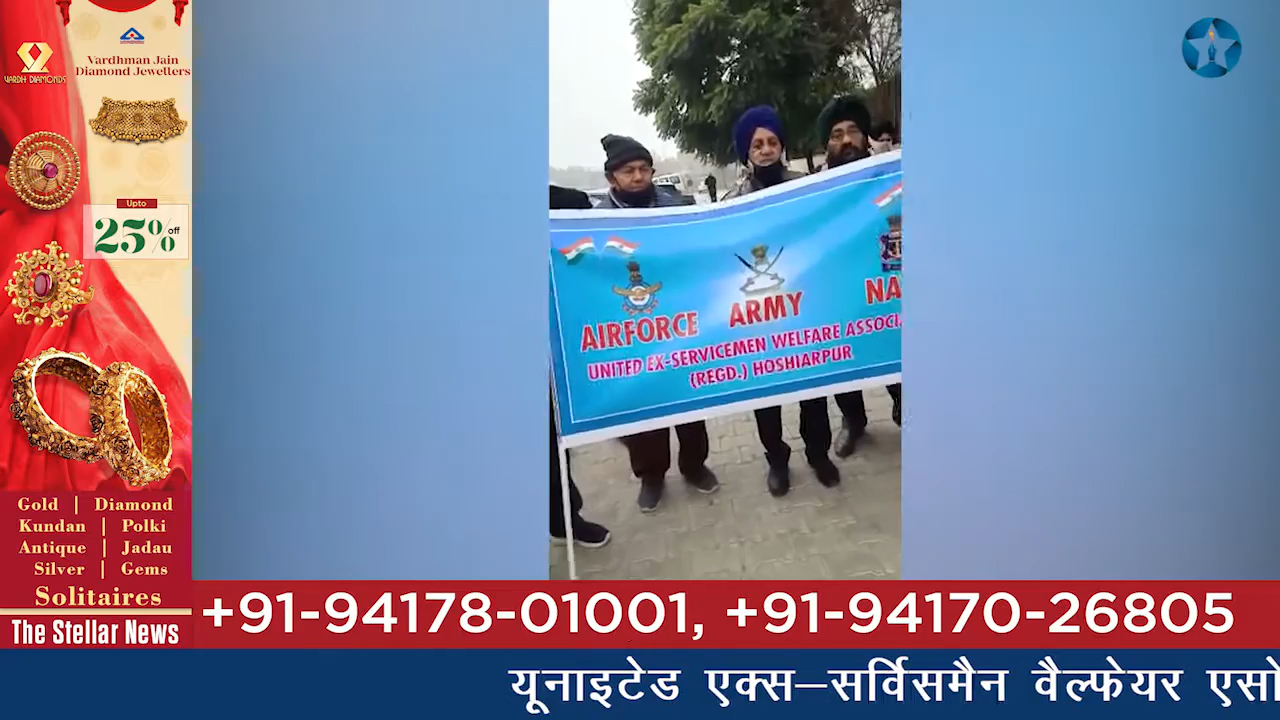 VARDH DIAMONDS
Vardhman Jain
Diamond Jewellers
Upto
25% off
Gold | Diamond
Kundan | Polki
Antique | Jadau
Silver | Gems
Solitaires
The Stellar News
AIRFORCE ARMY NA
UNITED EX-SERVICEMEN WELFARE ASSOCI
(REGD.) HOSHIARPUR
+91-94178-01001, +91-94170-26805
यूनाइटेड एक्स–सर्विसमैन वैल्फेयर एसो